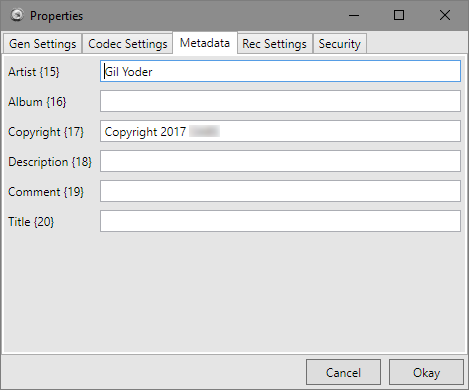 Properties
Gen Settings Codec Settings Metadata Rec Settings Security
Artist {15} Gil Yoder
Album {16}
Copyright {17} Copyright 2017
Description {18}
Comment {19}
Title {20}
Cancel Okay